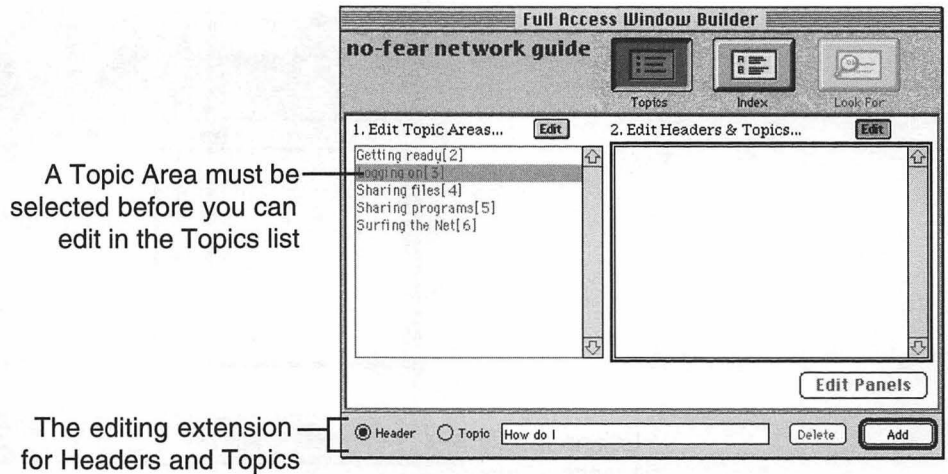 Full Access Window Builder
no-fear network guide
Topics
Index
Look For
1. Edit Topic Areas...
Edit
2. Edit Headers & Topics...
Edit
Getting ready[2]
Logging on[3]
Sharing files[4]
Sharing programs[5]
Surfing the Net[6]
A Topic Area must be
selected before you can
edit in the Topics list
Edit Panels
The editing extension
for Headers and Topics
Header
Topic
How do I
Delete
Add